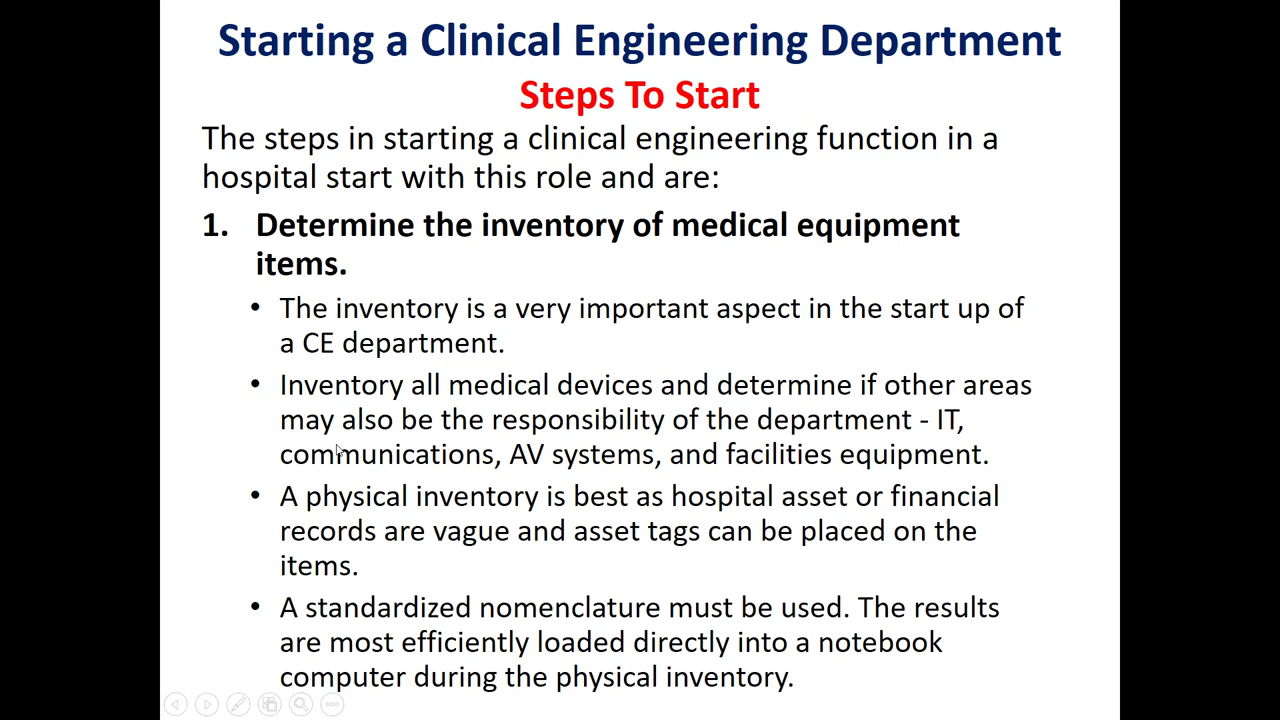 Starting a Clinical Engineering Department
Steps To Start
The steps in starting a clinical engineering function in a
hospital start with this role and are:
1. Determine the inventory of medical equipment
items.
• The inventory is a very important aspect in the start up of
a CE department.
• Inventory all medical devices and determine if other areas
may also be the responsibility of the department - IT,
communications, AV systems, and facilities equipment.
• A physical inventory is best as hospital asset or financial
records are vague and asset tags can be placed on the
items.
• A standardized nomenclature must be used. The results
are most efficiently loaded directly into a notebook
computer during the physical inventory.